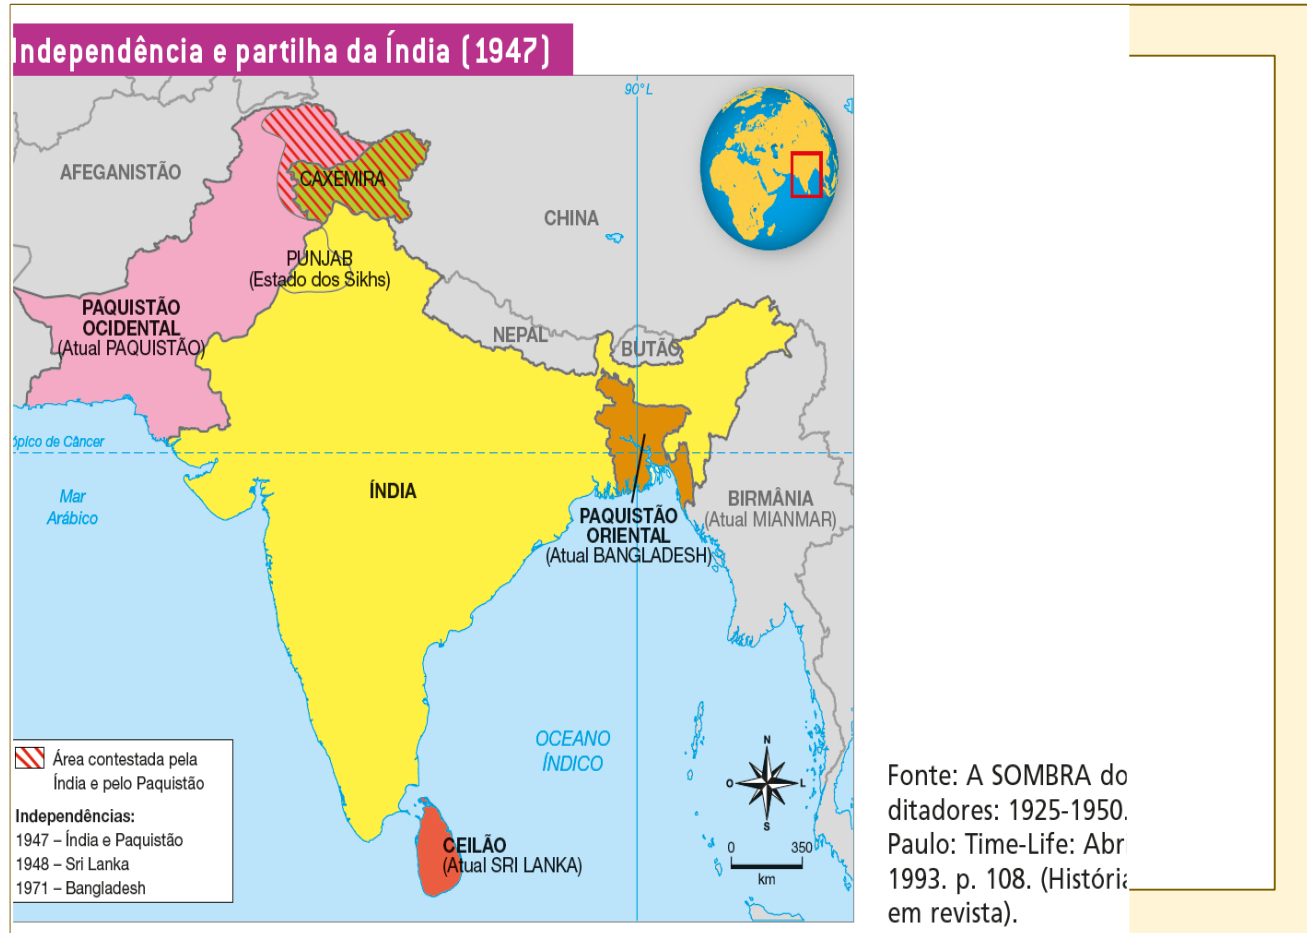 Independência e partilha da Índia (1947)
90° L
AFEGANISTÃO
CAXEMIRA
CHINA
PUNJAB
(Estado dos Sikhs)
PAQUISTÃO
OCIDENTAL
(Atual PAQUISTÃO)
NEPAL
BUTÃO
ópico de Câncer
Mar
Arábico
ÍNDIA
PAQUISTÃO
ORIENTAL
(Atual BANGLADESH)
BIRMÂNIA
(Atual MIANMAR)
OCEANO
ÍNDICO
N
O
L
S
0 350
km
CEILÃO
(Atual SRI LANKA)
Área contestada pela
Índia e pelo Paquistão
Independências:
1947 – Índia e Paquistão
1948 – Sri Lanka
1971 – Bangladesh
Fonte: A SOMBRA do
ditadores: 1925-1950.
Paulo: Time-Life: Abri
1993. p. 108. (História
em revista).